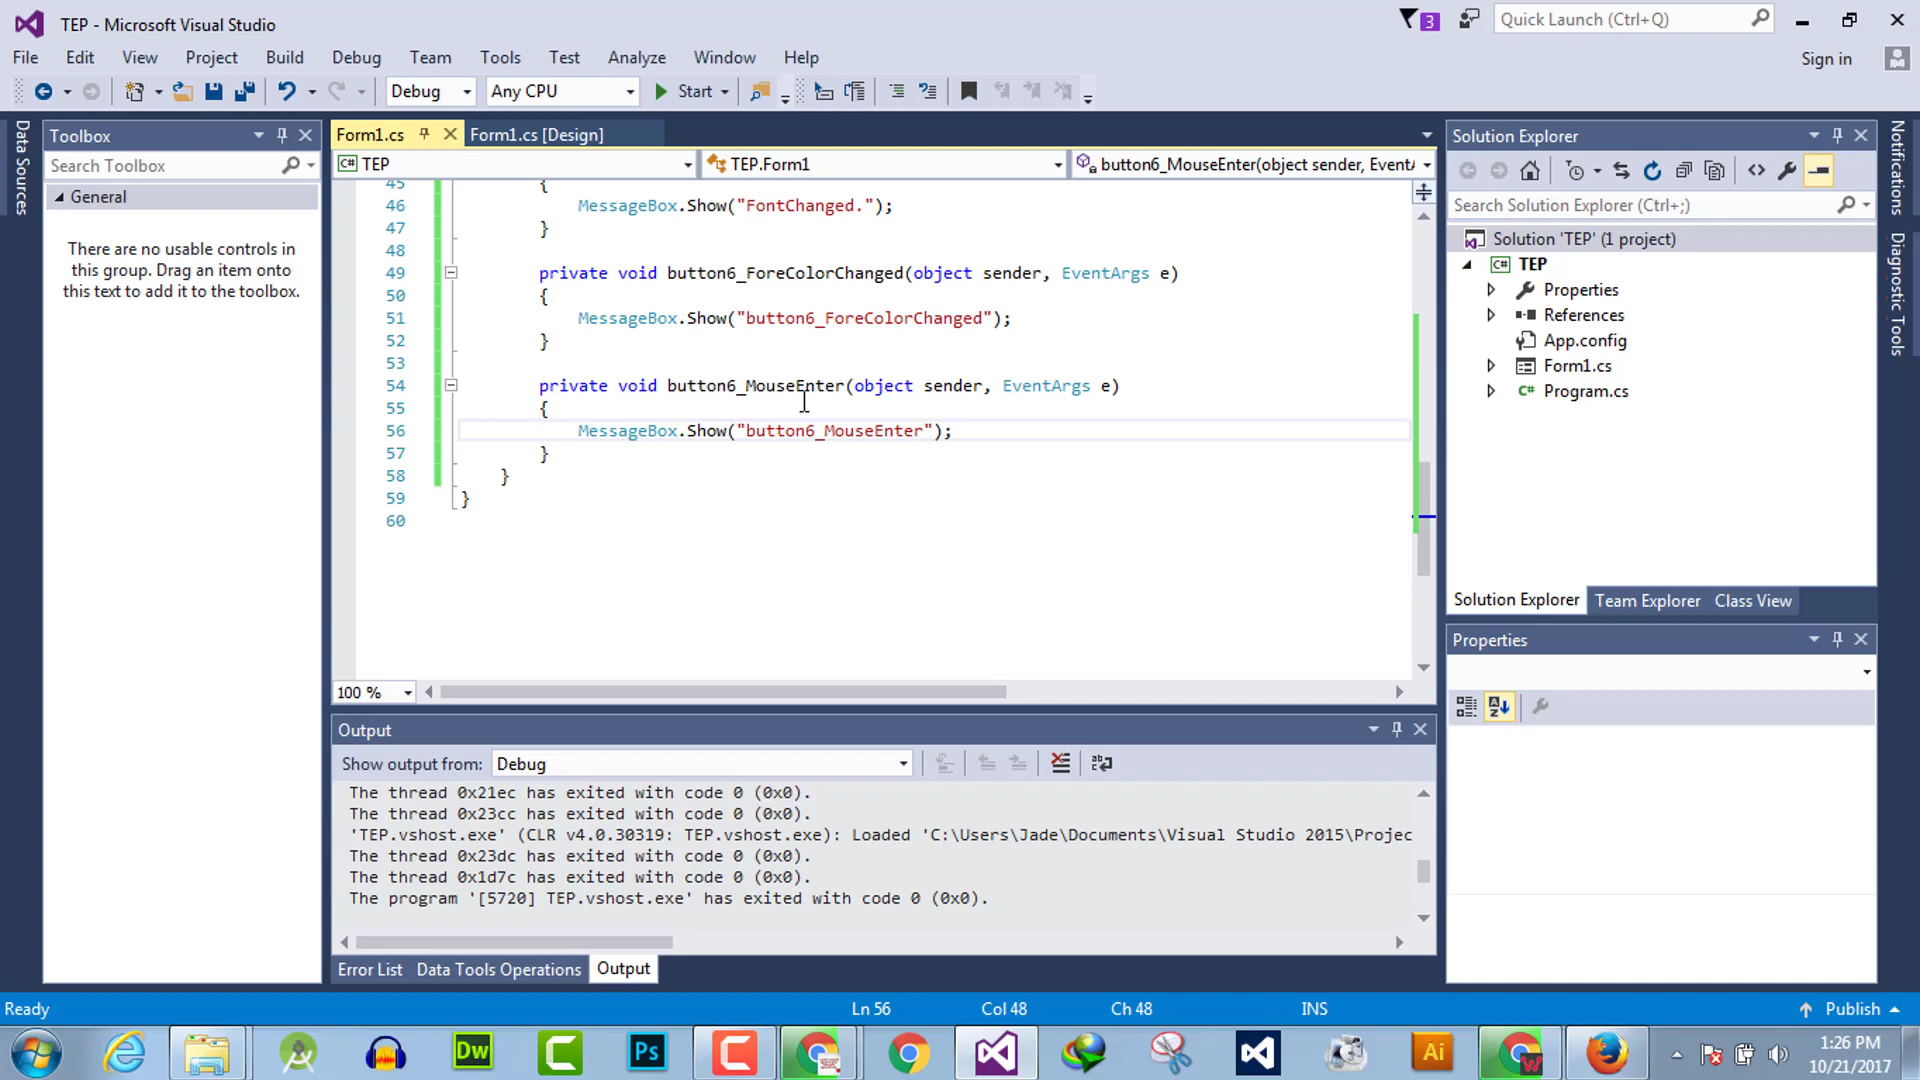 TEP - Microsoft Visual Studio
3
Quick Launch (Ctrl+Q)
File Edit View Project Build Debug Team Tools Test Analyze Window Help
Sign in
Debug Any CPU Start
Data Sources
Toolbox
Search Toolbox
General
There are no usable controls in
this group. Drag an item onto
this text to add it to the toolbox.
Form1.cs Form1.cs [Design]
C# TEP TEP.Form1 button6_MouseEnter(object sender, EventA
45 {
46 MessageBox.Show("FontChanged.");
47 }
48
49 private void button6_ForeColorChanged(object sender, EventArgs e)
50 {
51 MessageBox.Show("button6_ForeColorChanged");
52 }
53
54 private void button6_MouseEnter(object sender, EventArgs e)
55 {
56 MessageBox.Show("button6_MouseEnter");
57 }
58 }
59 }
60
100 %
Output
Show output from: Debug
The thread 0x21ec has exited with code 0 (0x0).
The thread 0x23cc has exited with code 0 (0x0).
'TEP.vshost.exe' (CLR v4.0.30319: TEP.vshost.exe): Loaded 'C:\Users\Jade\Documents\Visual Studio 2015\Projec
The thread 0x23dc has exited with code 0 (0x0).
The thread 0x1d7c has exited with code 0 (0x0).
The program '[5720] TEP.vshost.exe' has exited with code 0 (0x0).
Error List Data Tools Operations Output
Solution Explorer
Search Solution Explorer (Ctrl+;)
Solution 'TEP' (1 project)
C# TEP
Properties
References
App.config
Form1.cs
C# Program.cs
Solution Explorer Team Explorer Class View
Properties
Notifications
Diagnostic Tools
Ready Ln 56 Col 48 Ch 48 INS Publish
Dw Ps Ai
1:26 PM
10/21/2017